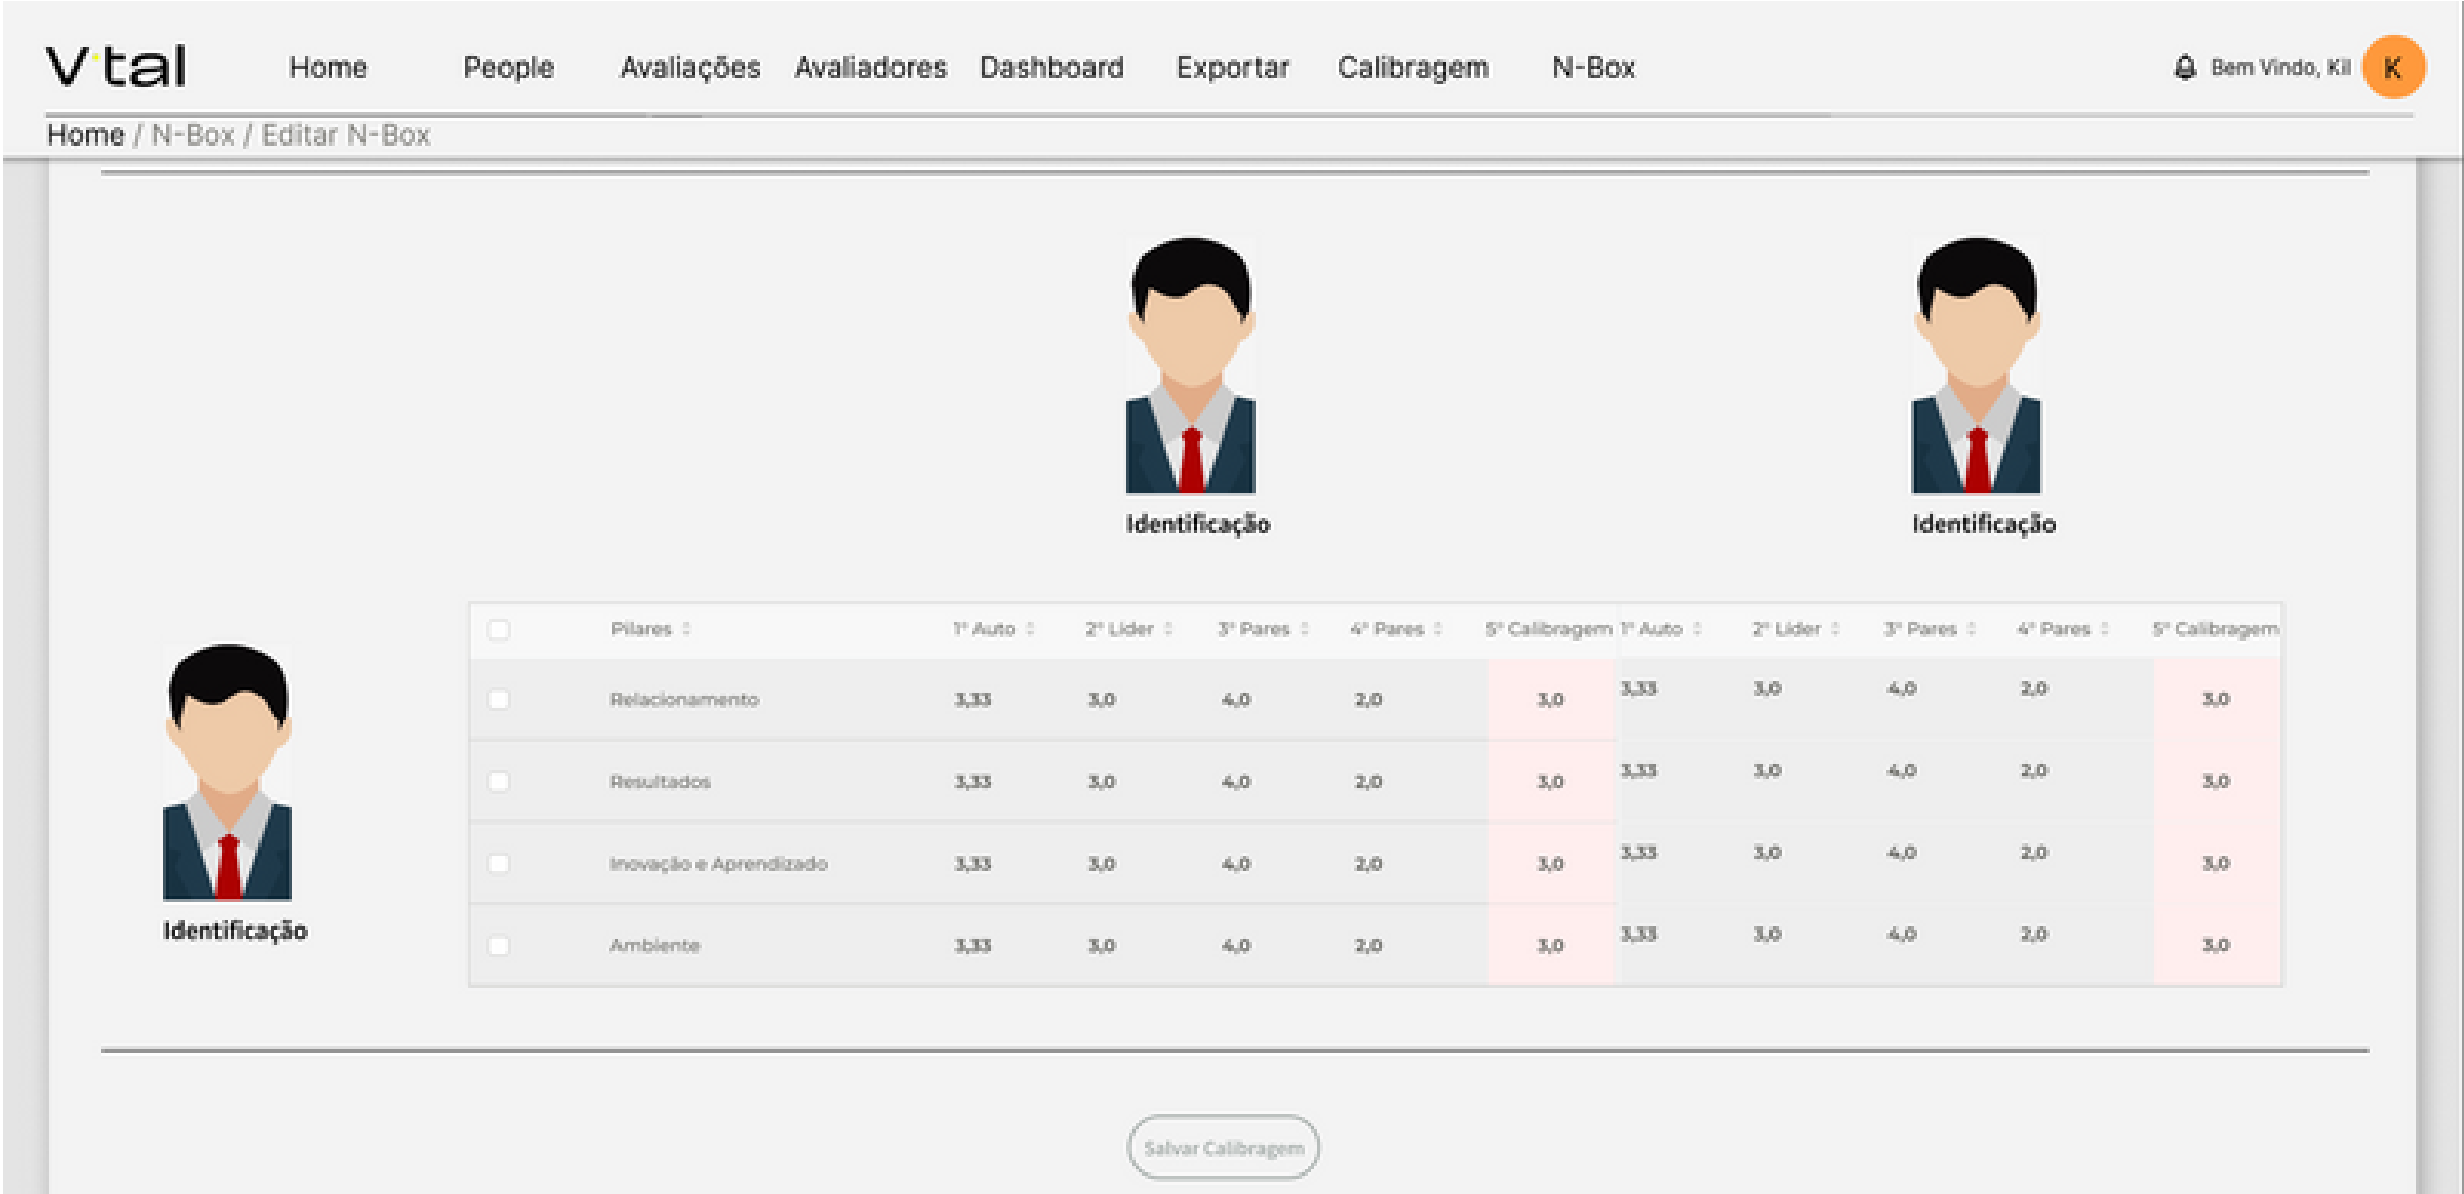 V·tal Home People Avaliações Avaliadores Dashboard Exportar Calibragem N-Box Bem Vindo, Kil K
Home / N-Box / Editar N-Box
Identificação Identificação
Pilares 1º Auto 2º Líder 3º Pares 4º Pares 5º Calibragem 1º Auto 2º Líder 3º Pares 4º Pares 5º Calibragem
Relacionamento 3,33 3,0 4,0 2,0 3,0 3,33 3,0 4,0 2,0 3,0
Resultados 3,33 3,0 4,0 2,0 3,0 3,33 3,0 4,0 2,0 3,0
Inovação e Aprendizado 3,33 3,0 4,0 2,0 3,0 3,33 3,0 4,0 2,0 3,0
Ambiente 3,33 3,0 4,0 2,0 3,0 3,33 3,0 4,0 2,0 3,0
Identificação
Salvar Calibragem